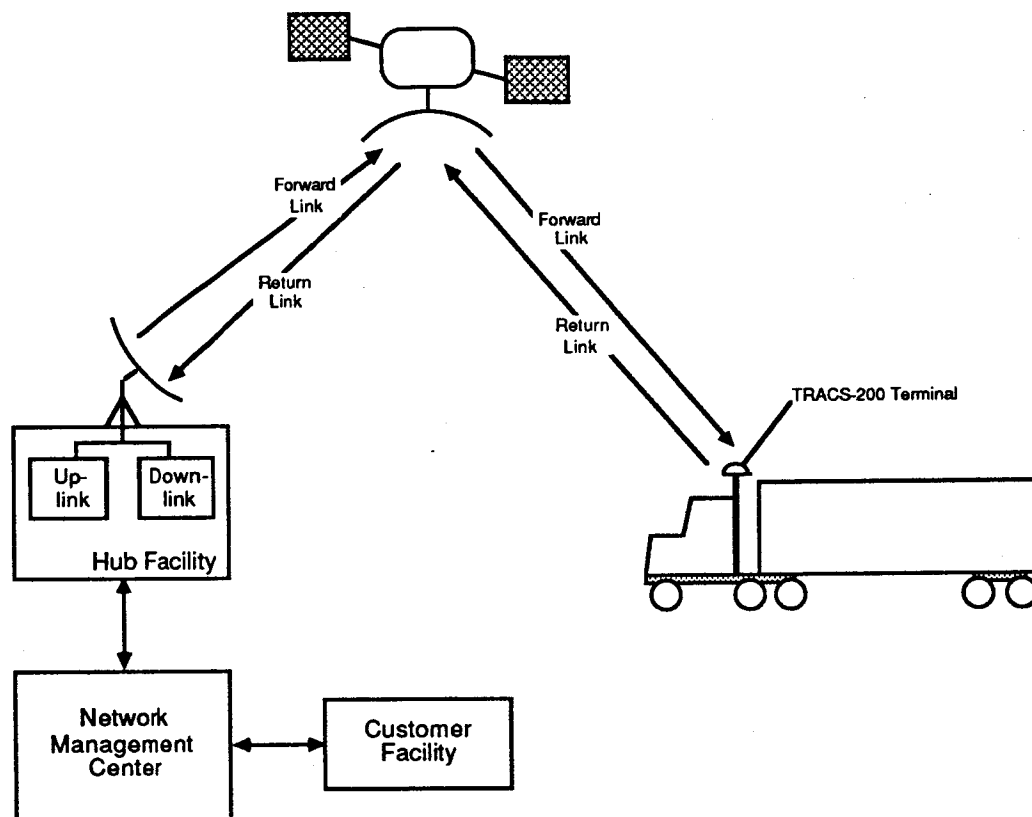 Forward
Link
Return
Link
Forward
Link
Return
Link
TRACS-200 Terminal
Up-
link
Down-
link
Hub Facility
Network
Management
Center
Customer
Facility